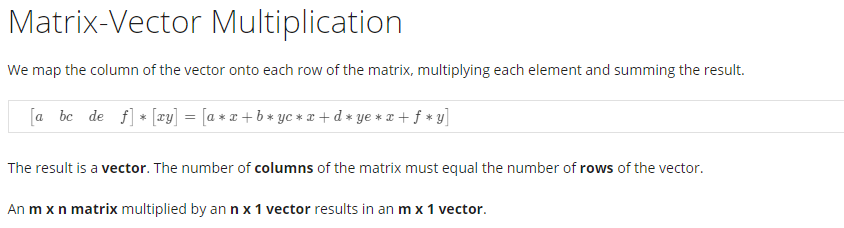 Matrix-Vector Multiplication
We map the column of the vector onto each row of the matrix, multiplying each element and summing the result.
[a bc de f] ∗ [xy] = [a ∗ x + b ∗ yc ∗ x + d ∗ ye ∗ x + f ∗ y]
The result is a vector. The number of columns of the matrix must equal the number of rows of the vector.
An m x n matrix multiplied by an n x 1 vector results in an m x 1 vector.